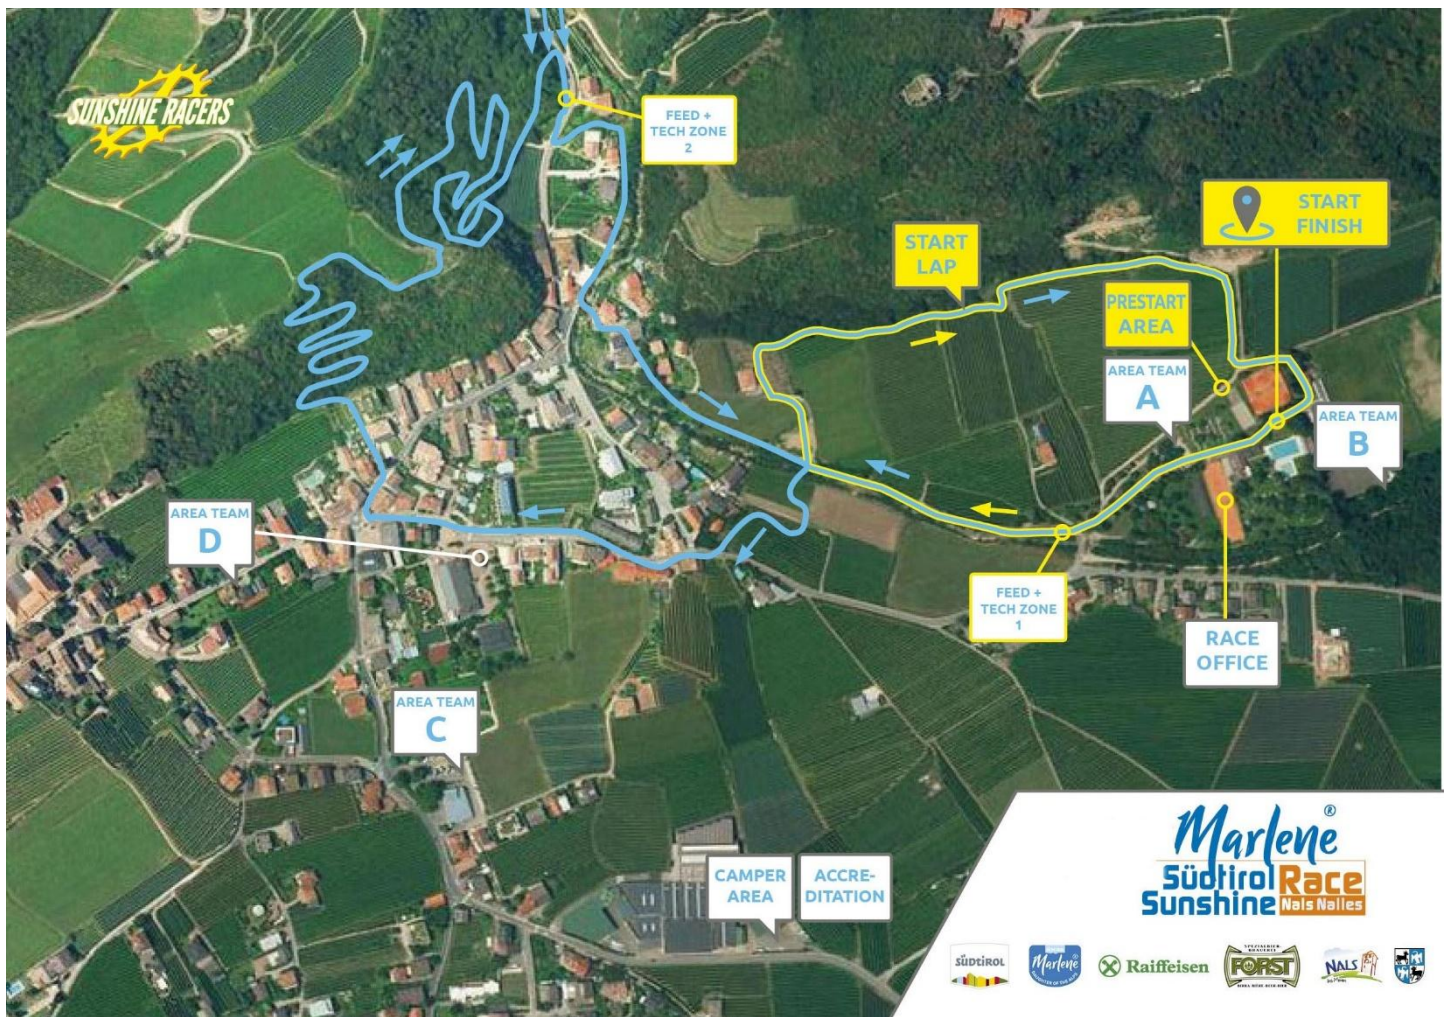 SUNSHINE RACERS
FEED +
TECH ZONE
2
START
FINISH
START
LAP
PRESTART
AREA
AREA TEAM
A
AREA TEAM
B
AREA TEAM
D
FEED +
TECH ZONE
1
RACE
OFFICE
AREA TEAM
C
CAMPER
AREA
ACCRE-
DITATION
Marlene®
Südtirol Race
Sunshine Nals Nalles
SÜDTIROL
Marlene
Raiffeisen
SPEZIALBIER-
BRAUEREI
FORST
NALS